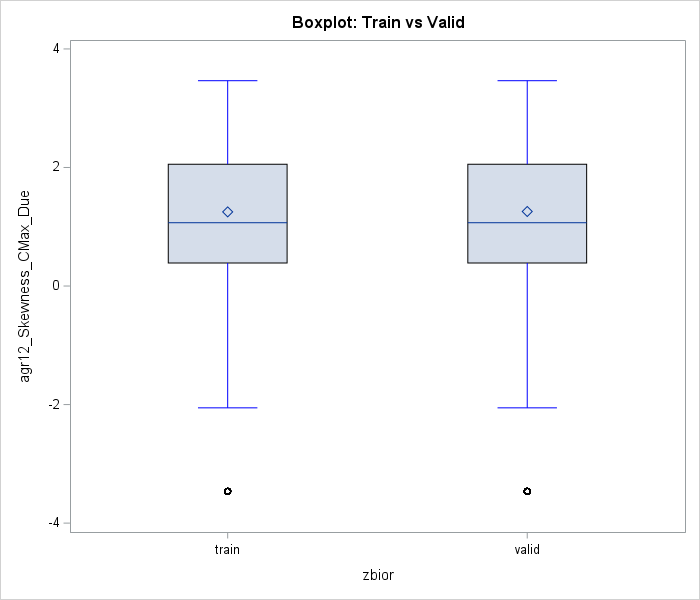 Boxplot: Train vs Valid
4
2
0
-2
-4
agr12_Skewness_CMax_Due
train
valid
zbior